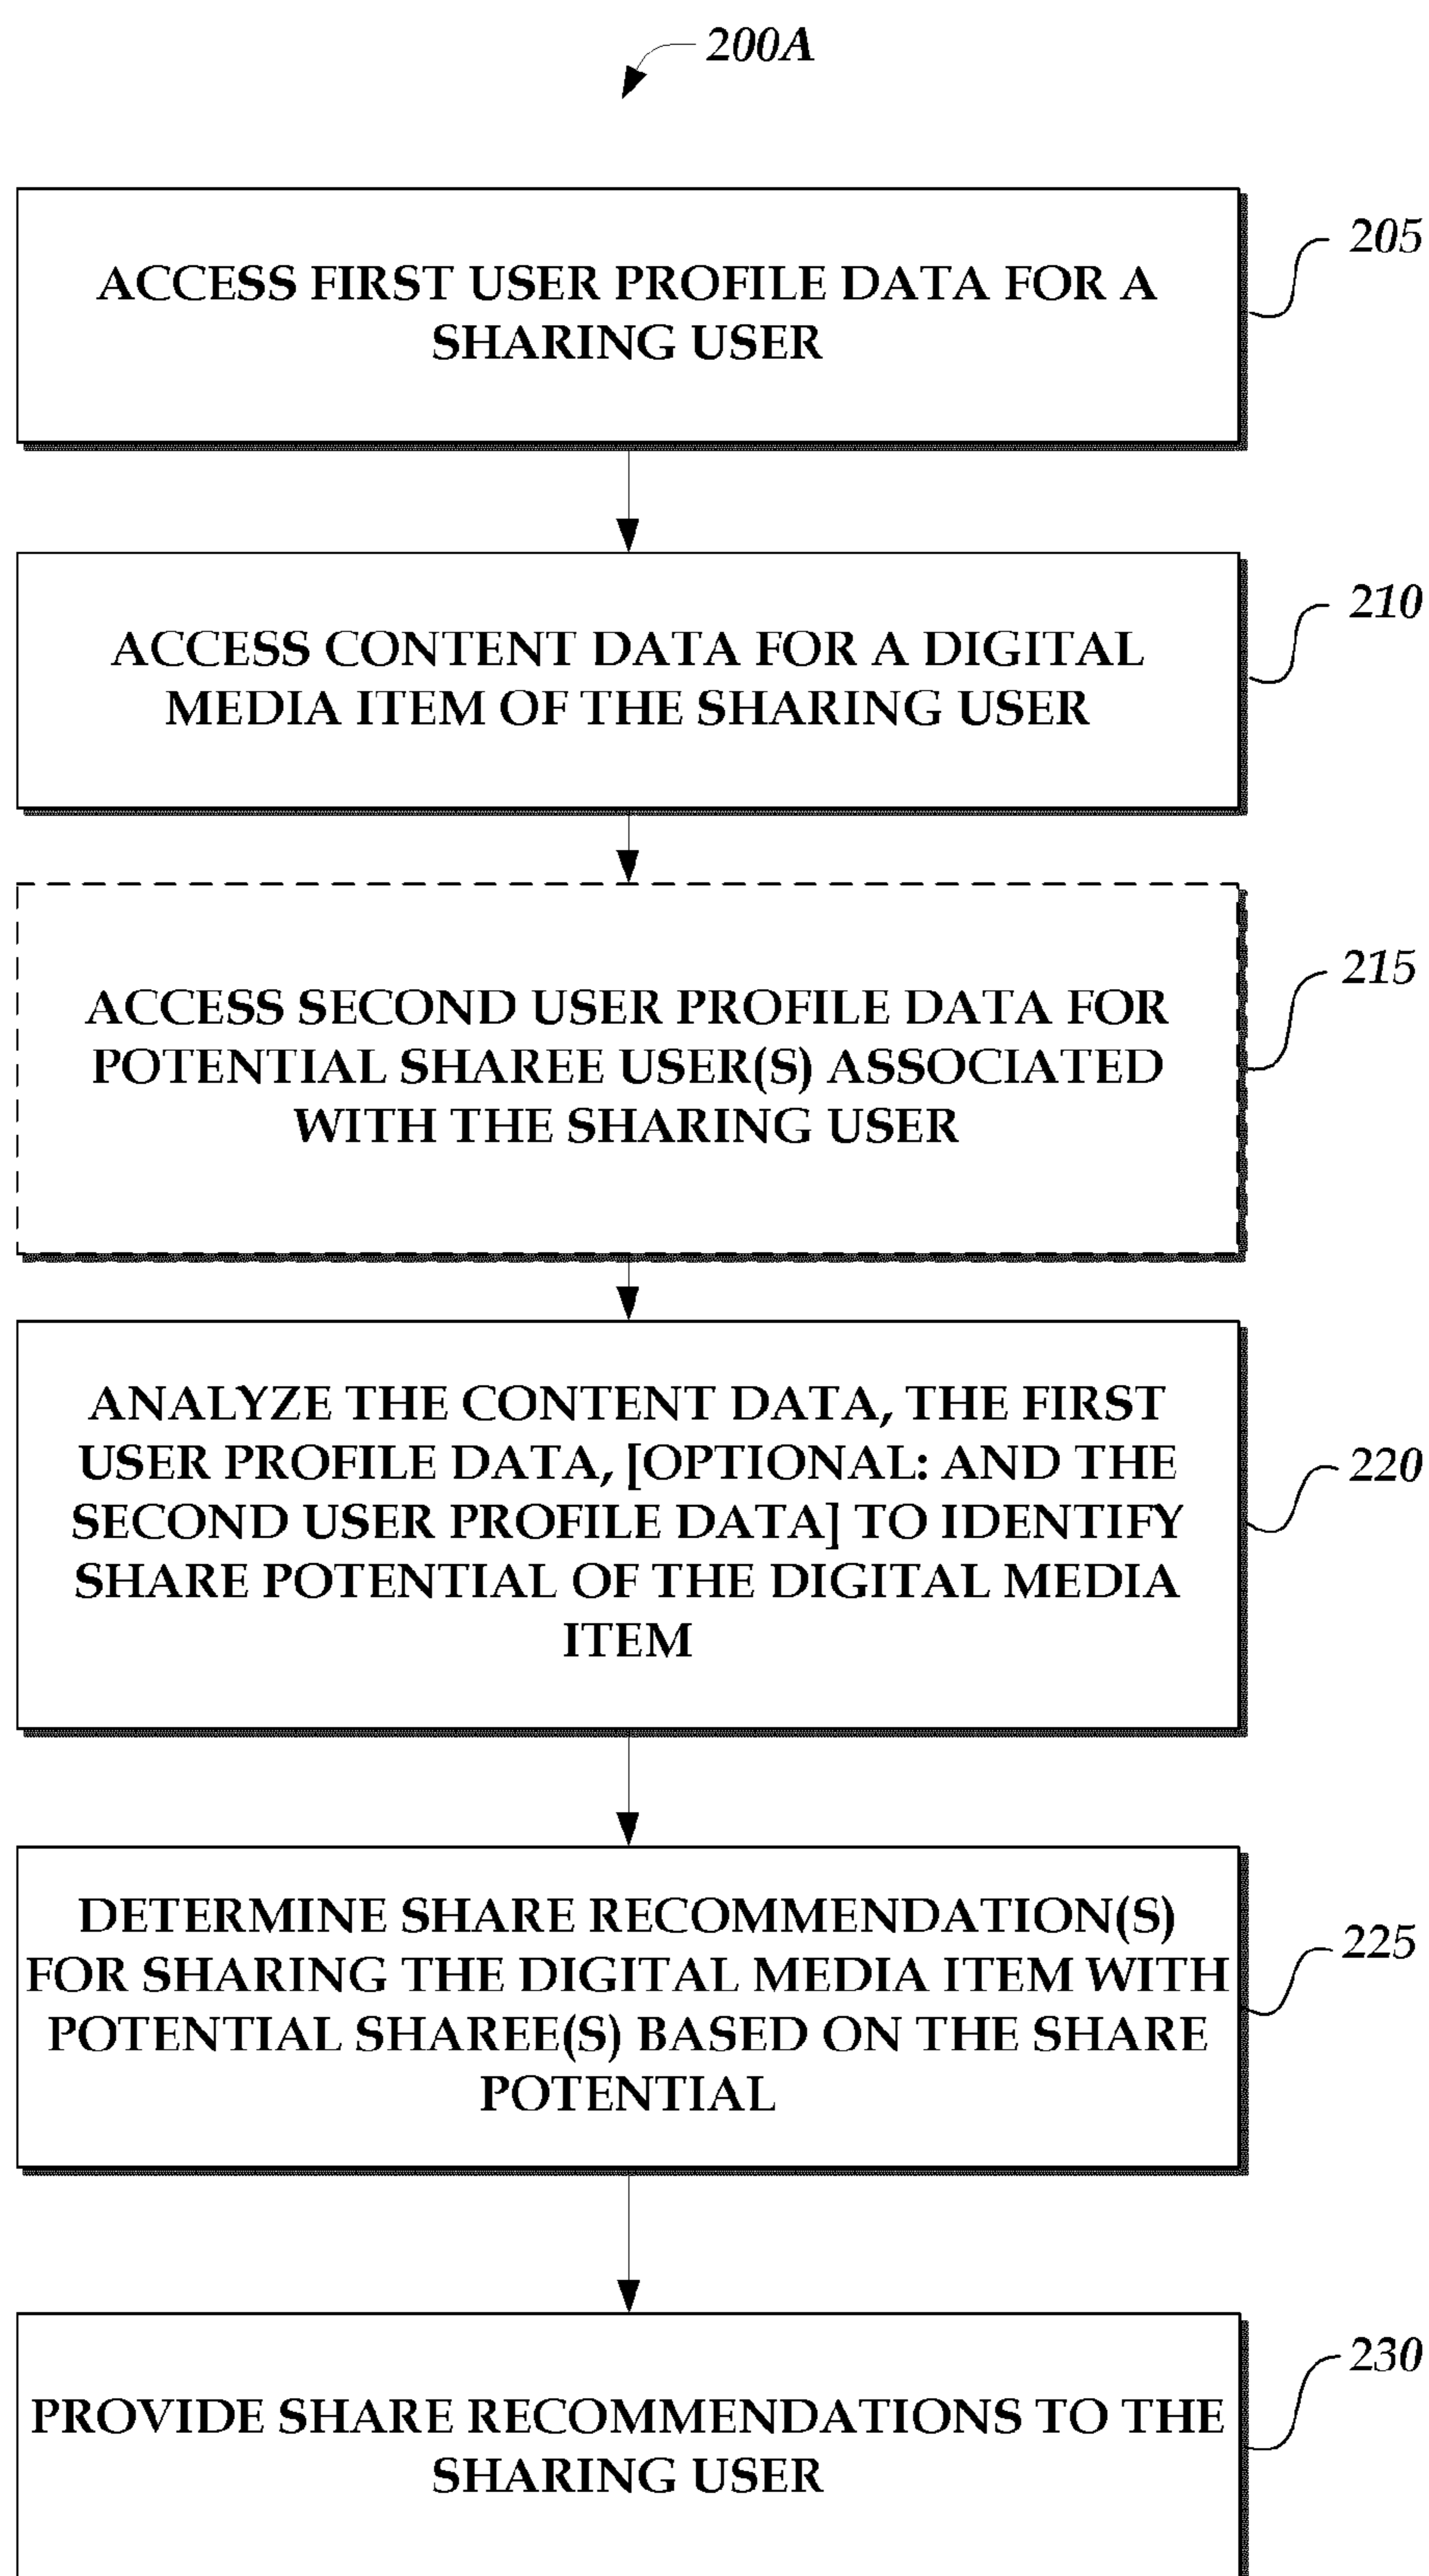 200A
ACCESS FIRST USER PROFILE DATA FOR A
SHARING USER
205
ACCESS CONTENT DATA FOR A DIGITAL
MEDIA ITEM OF THE SHARING USER
210
ACCESS SECOND USER PROFILE DATA FOR
POTENTIAL SHAREE USER(S) ASSOCIATED
WITH THE SHARING USER
215
ANALYZE THE CONTENT DATA, THE FIRST
USER PROFILE DATA, [OPTIONAL: AND THE
SECOND USER PROFILE DATA] TO IDENTIFY
SHARE POTENTIAL OF THE DIGITAL MEDIA
ITEM
220
DETERMINE SHARE RECOMMENDATION(S)
FOR SHARING THE DIGITAL MEDIA ITEM WITH
POTENTIAL SHAREE(S) BASED ON THE SHARE
POTENTIAL
225
PROVIDE SHARE RECOMMENDATIONS TO THE
SHARING USER
230